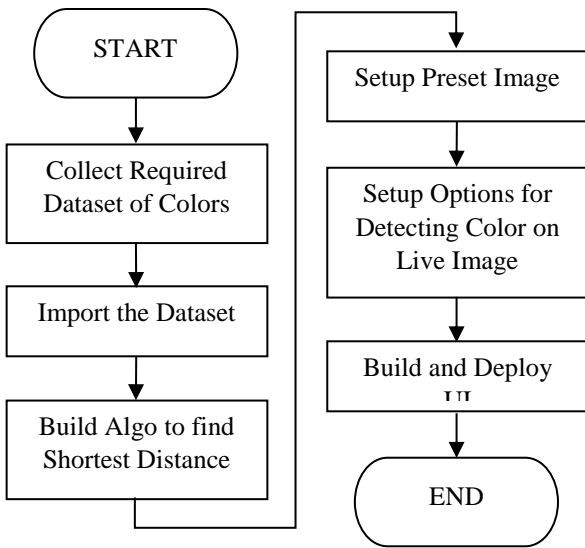 START
Collect Required
Dataset of Colors
Import the Dataset
Build Algo to find
Shortest Distance
Setup Preset Image
Setup Options for
Detecting Color on
Live Image
Build and Deploy
UI
END